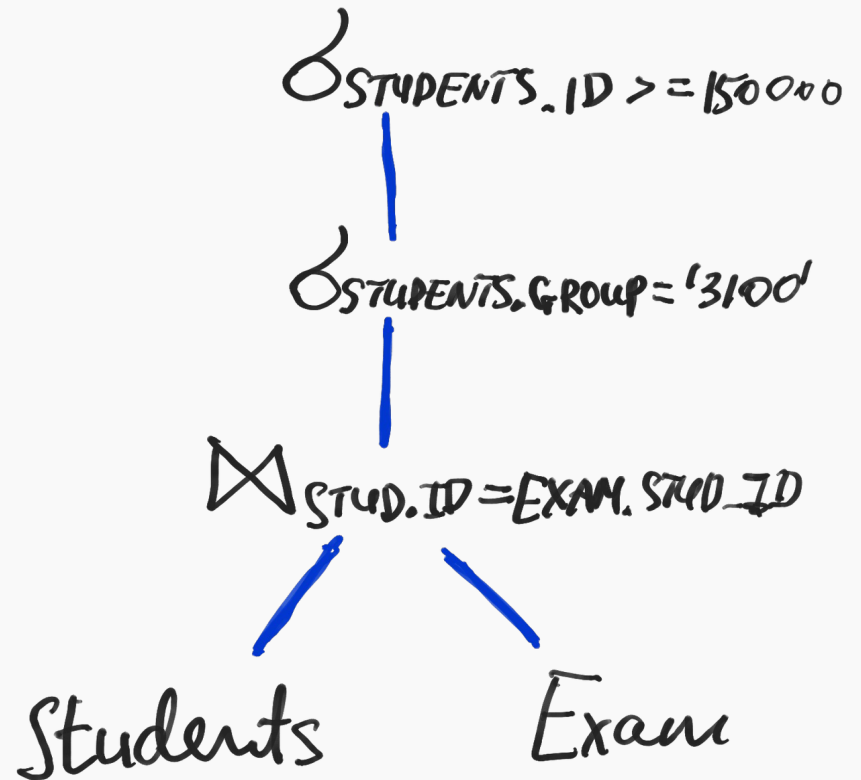 σSTUDENTS.ID >= 150000
σSTUDENTS.GROUP = '3100'
⋈ STUD.ID = EXAM.STUD_ID
Students Exam